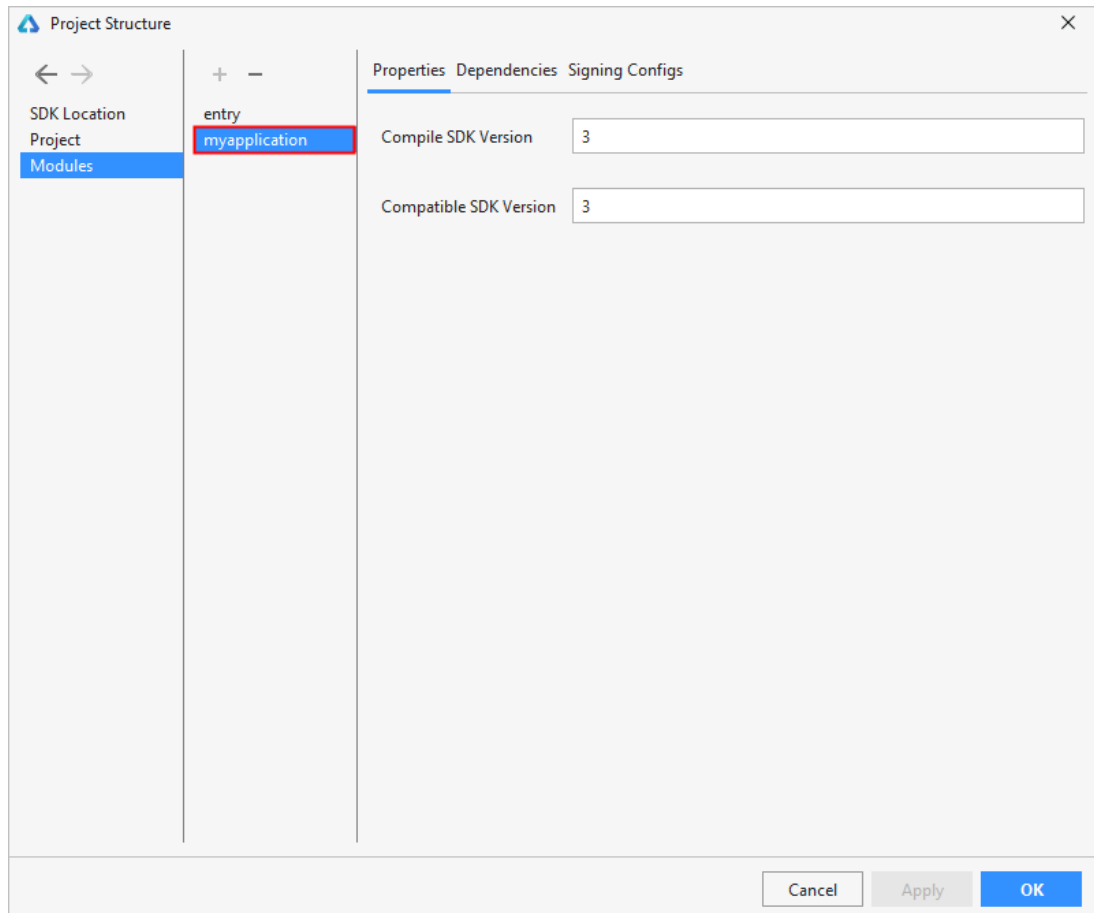 Project Structure
SDK Location
Project
Modules
entry
myapplication
Properties Dependencies Signing Configs
Compile SDK Version 3
Compatible SDK Version 3
Cancel Apply OK